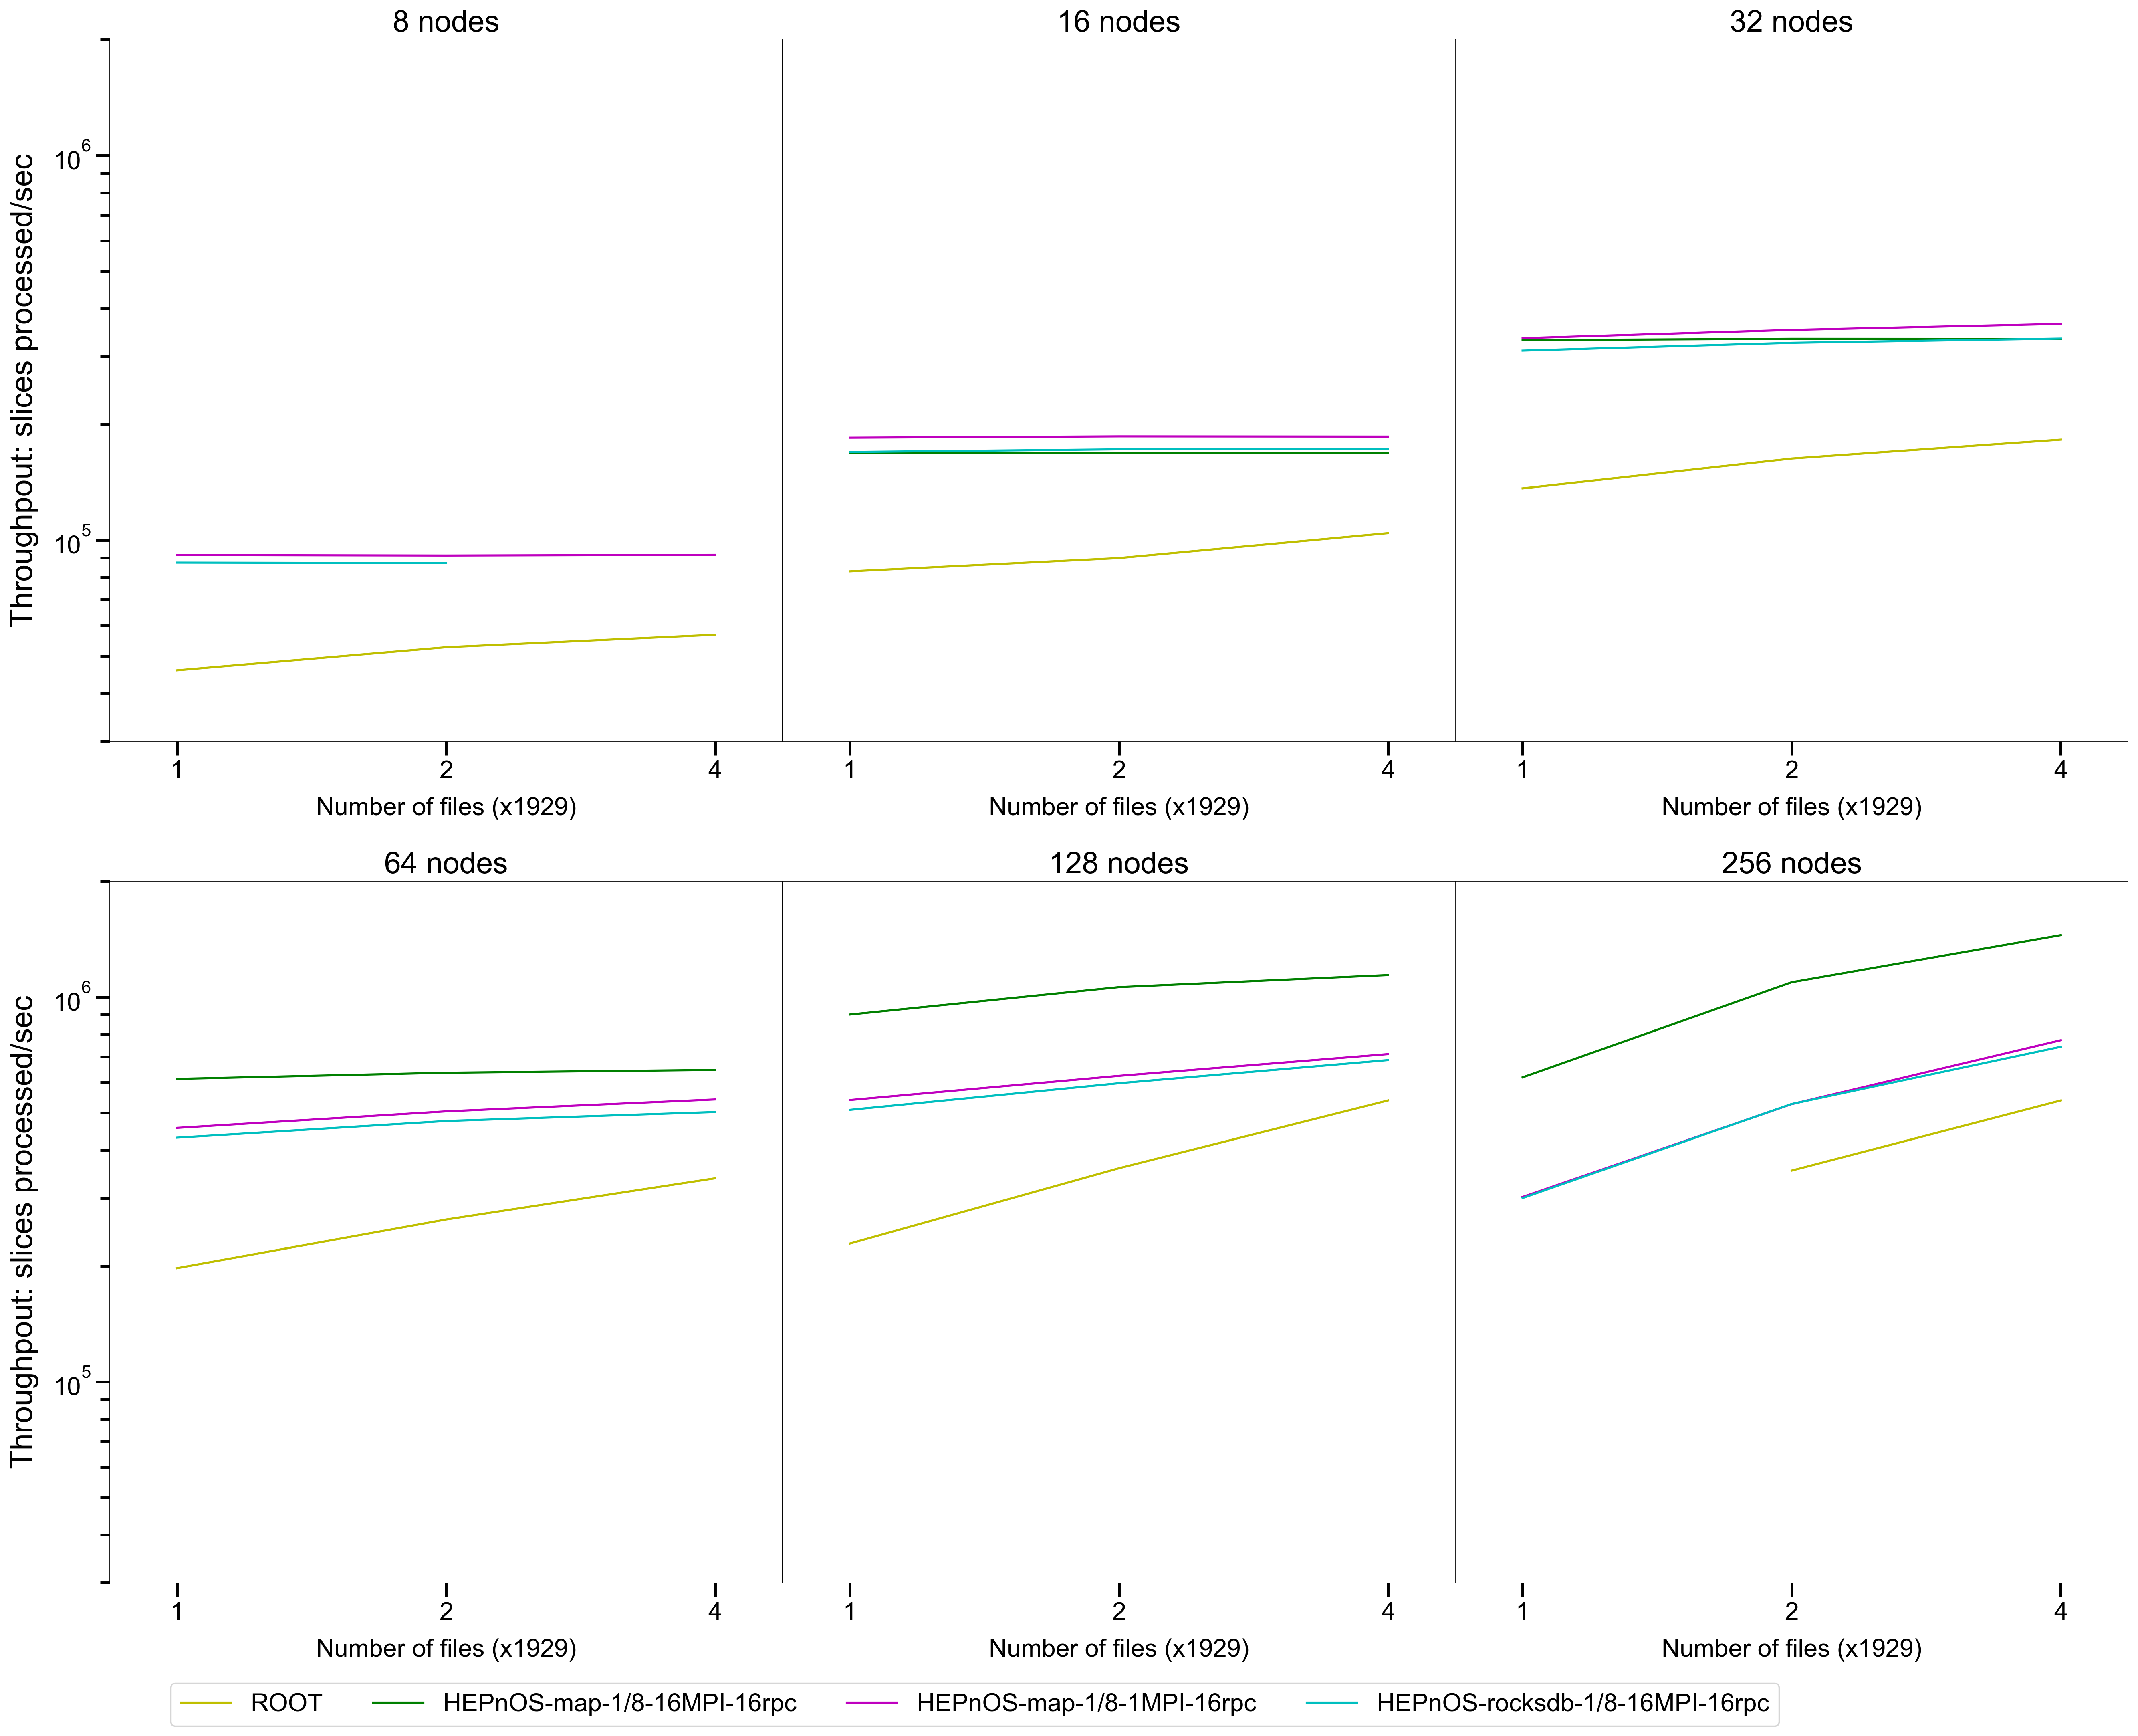 8 nodes
16 nodes
32 nodes
Throughpout: slices processed/sec
10^6
10^5
1 2 4
1 2 4
1 2 4
Number of files (x1929)
Number of files (x1929)
Number of files (x1929)
64 nodes
128 nodes
256 nodes
Throughpout: slices processed/sec
10^6
10^5
1 2 4
1 2 4
1 2 4
Number of files (x1929)
Number of files (x1929)
Number of files (x1929)
ROOT
HEPnOS-map-1/8-16MPI-16rpc
HEPnOS-map-1/8-1MPI-16rpc
HEPnOS-rocksdb-1/8-16MPI-16rpc